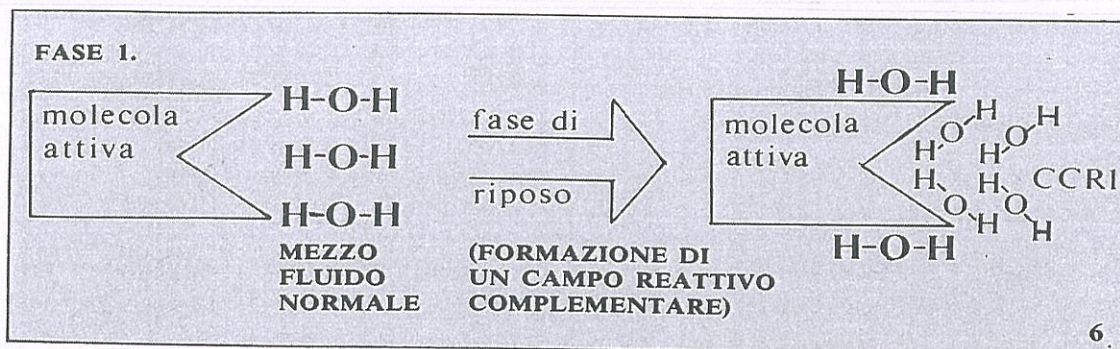 FASE 1.
molecola
attiva
H-O-H
H-O-H
H-O-H
MEZZO
FLUIDO
NORMALE
fase di
riposo
(FORMAZIONE DI
UN CAMPO REATTIVO
COMPLEMENTARE)
H-O-H
molecola
attiva
H-O-H
H-O-H
H-O-H
H-O-H
CCR1
H-O-H
6.